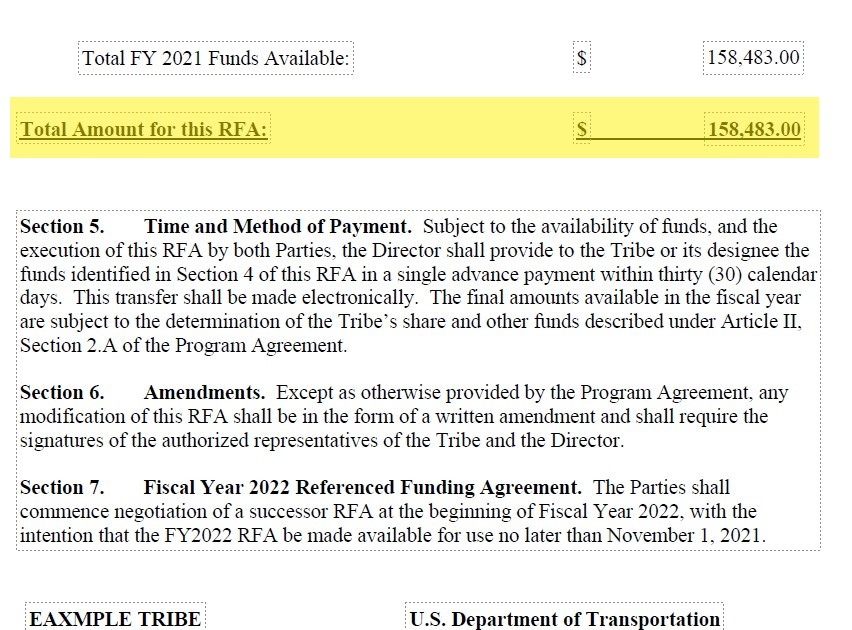 Total FY 2021 Funds Available: $ 158,483.00
Total Amount for this RFA: $ 158,483.00
Section 5. Time and Method of Payment. Subject to the availability of funds, and the
execution of this RFA by both Parties, the Director shall provide to the Tribe or its designee the
funds identified in Section 4 of this RFA in a single advance payment within thirty (30) calendar
days. This transfer shall be made electronically. The final amounts available in the fiscal year
are subject to the determination of the Tribe’s share and other funds described under Article II,
Section 2.A of the Program Agreement.
Section 6. Amendments. Except as otherwise provided by the Program Agreement, any
modification of this RFA shall be in the form of a written amendment and shall require the
signatures of the authorized representatives of the Tribe and the Director.
Section 7. Fiscal Year 2022 Referenced Funding Agreement. The Parties shall
commence negotiation of a successor RFA at the beginning of Fiscal Year 2022, with the
intention that the FY2022 RFA be made available for use no later than November 1, 2021.
EAXMPLE TRIBE U.S. Department of Transportation